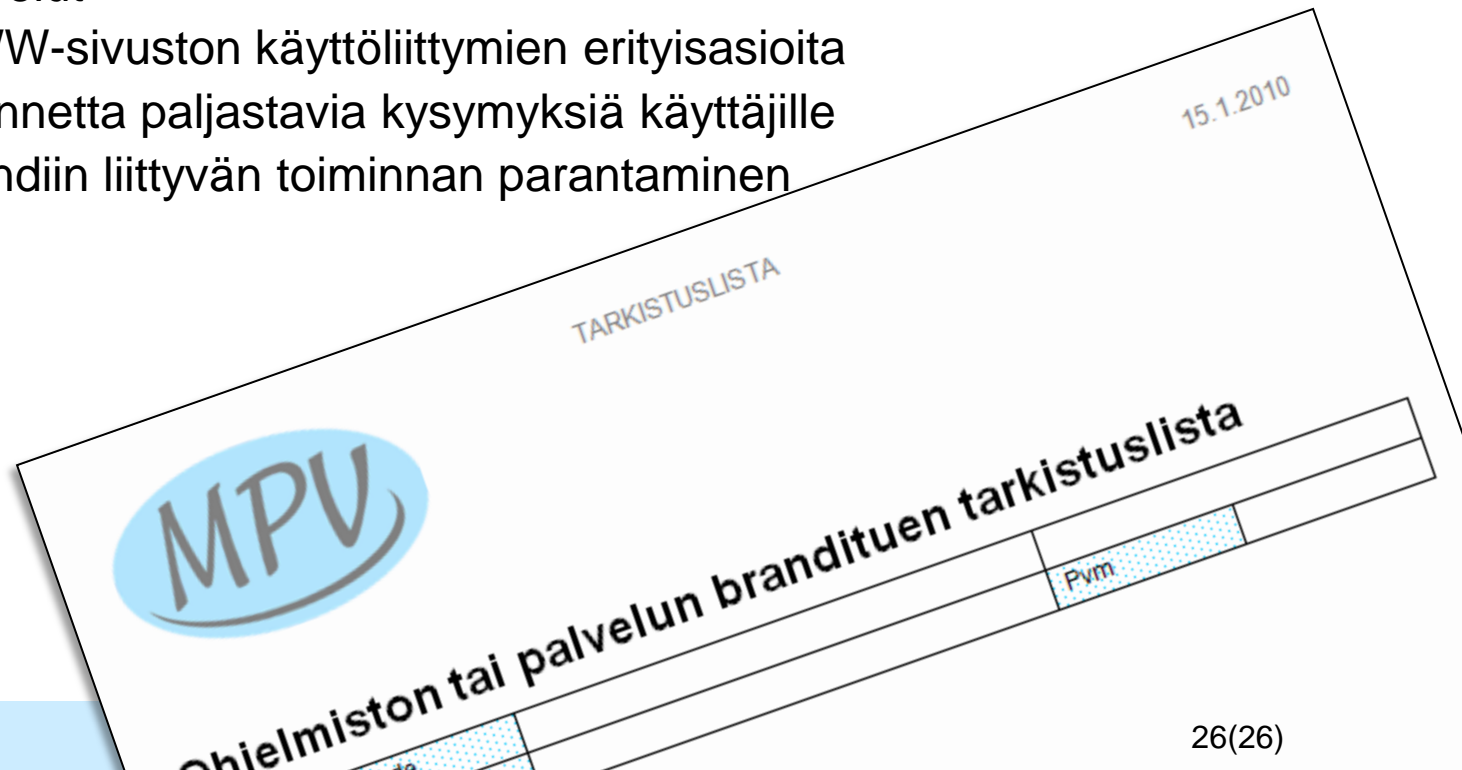 W-sivuston käyttöliittymien erityisasioita
nnetta paljastavia kysymyksiä käyttäjille
ndiin liittyvän toiminnan parantaminen
15.1.2010
TARKISTUSLISTA
MPV
Ohjelmiston tai palvelun brandituen tarkistuslista
Pvm
26(26)